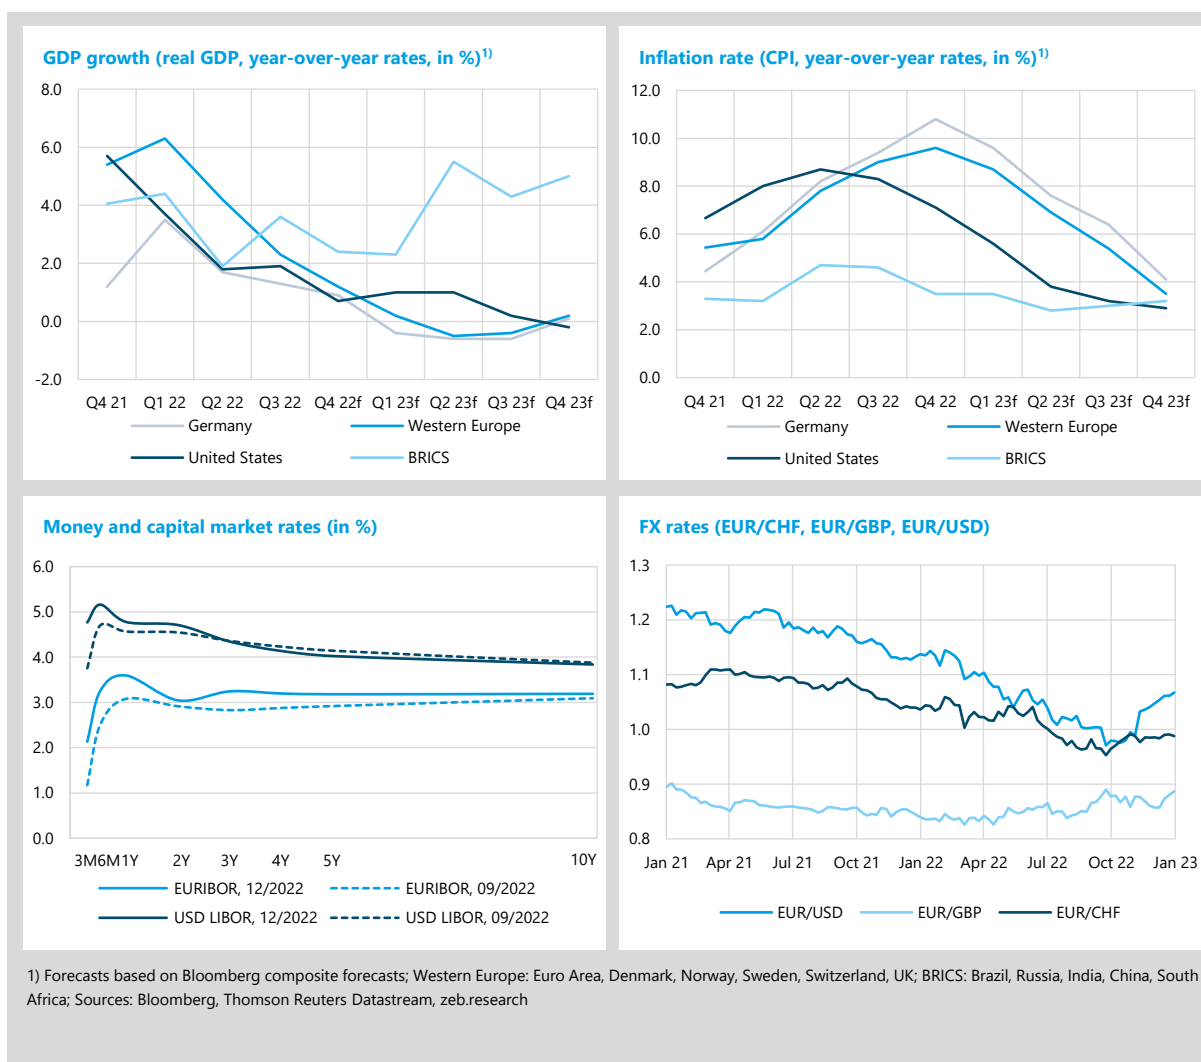 GDP growth (real GDP, year-over-year rates, in %)1)
8.0
6.0
4.0
2.0
0.0
-2.0
Q4 21 Q1 22 Q2 22 Q3 22 Q4 22f Q1 23f Q2 23f Q3 23f Q4 23f
Germany Western Europe
United States BRICS
Inflation rate (CPI, year-over-year rates, in %)1)
12.0
10.0
8.0
6.0
4.0
2.0
0.0
Q4 21 Q1 22 Q2 22 Q3 22 Q4 22 Q1 23f Q2 23f Q3 23f Q4 23f
Germany Western Europe
United States BRICS
Money and capital market rates (in %)
6.0
5.0
4.0
3.0
2.0
1.0
0.0
3M6M1Y 2Y 3Y 4Y 5Y 10Y
EURIBOR, 12/2022 EURIBOR, 09/2022
USD LIBOR, 12/2022 USD LIBOR, 09/2022
FX rates (EUR/CHF, EUR/GBP, EUR/USD)
1.3
1.2
1.1
1.0
0.9
0.8
Jan 21 Apr 21 Jul 21 Oct 21 Jan 22 Apr 22 Jul 22 Oct 22 Jan 23
EUR/USD EUR/GBP EUR/CHF
1) Forecasts based on Bloomberg composite forecasts; Western Europe: Euro Area, Denmark, Norway, Sweden, Switzerland, UK; BRICS: Brazil, Russia, India, China, South
Africa; Sources: Bloomberg, Thomson Reuters Datastream, zeb.research